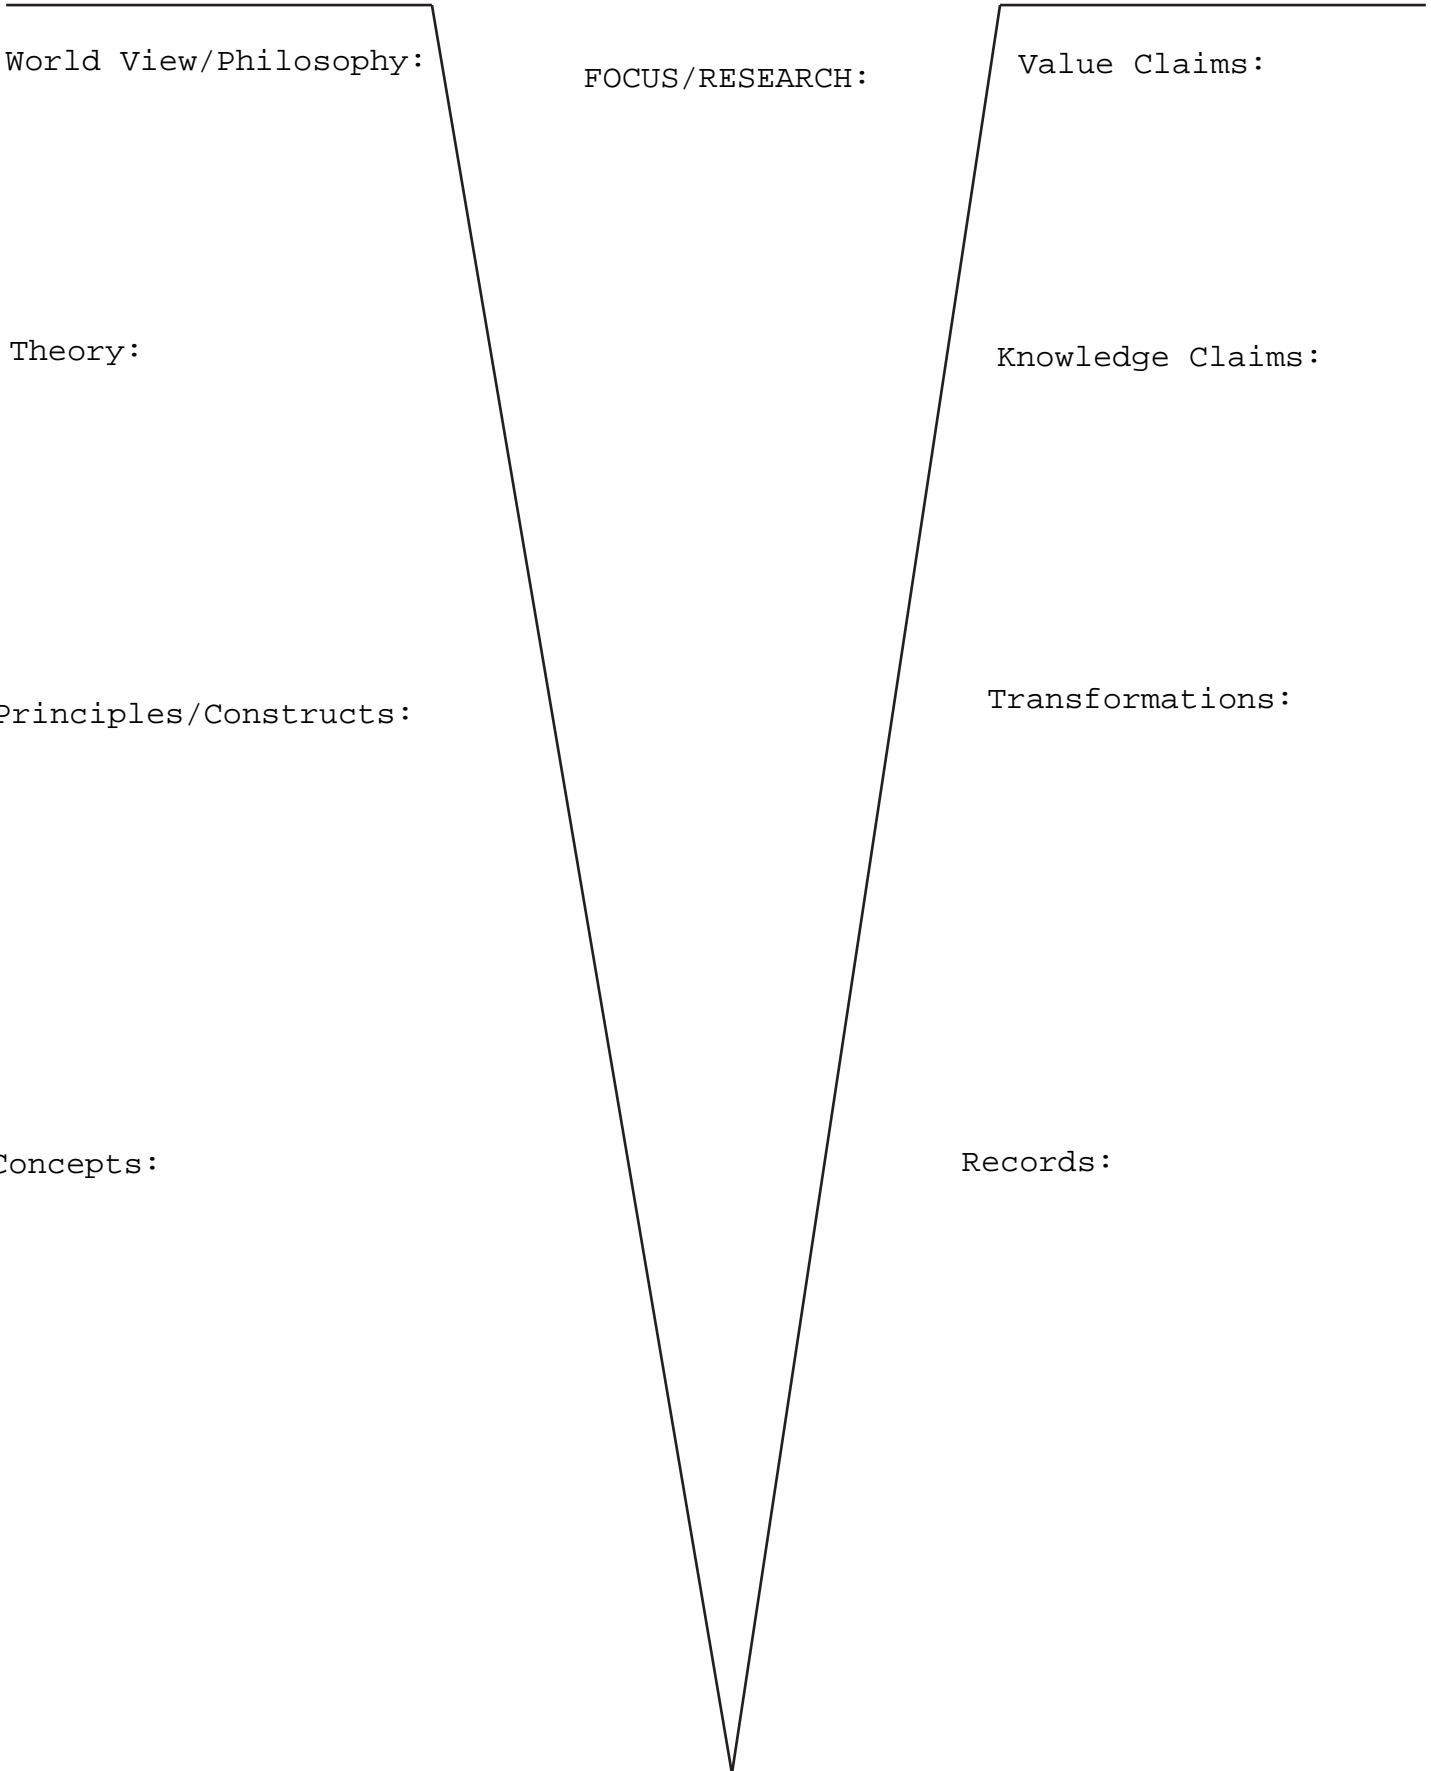 World View/Philosophy:
FOCUS/RESEARCH:
Value Claims:
Theory:
Knowledge Claims:
Principles/Constructs:
Transformations:
Concepts:
Records: